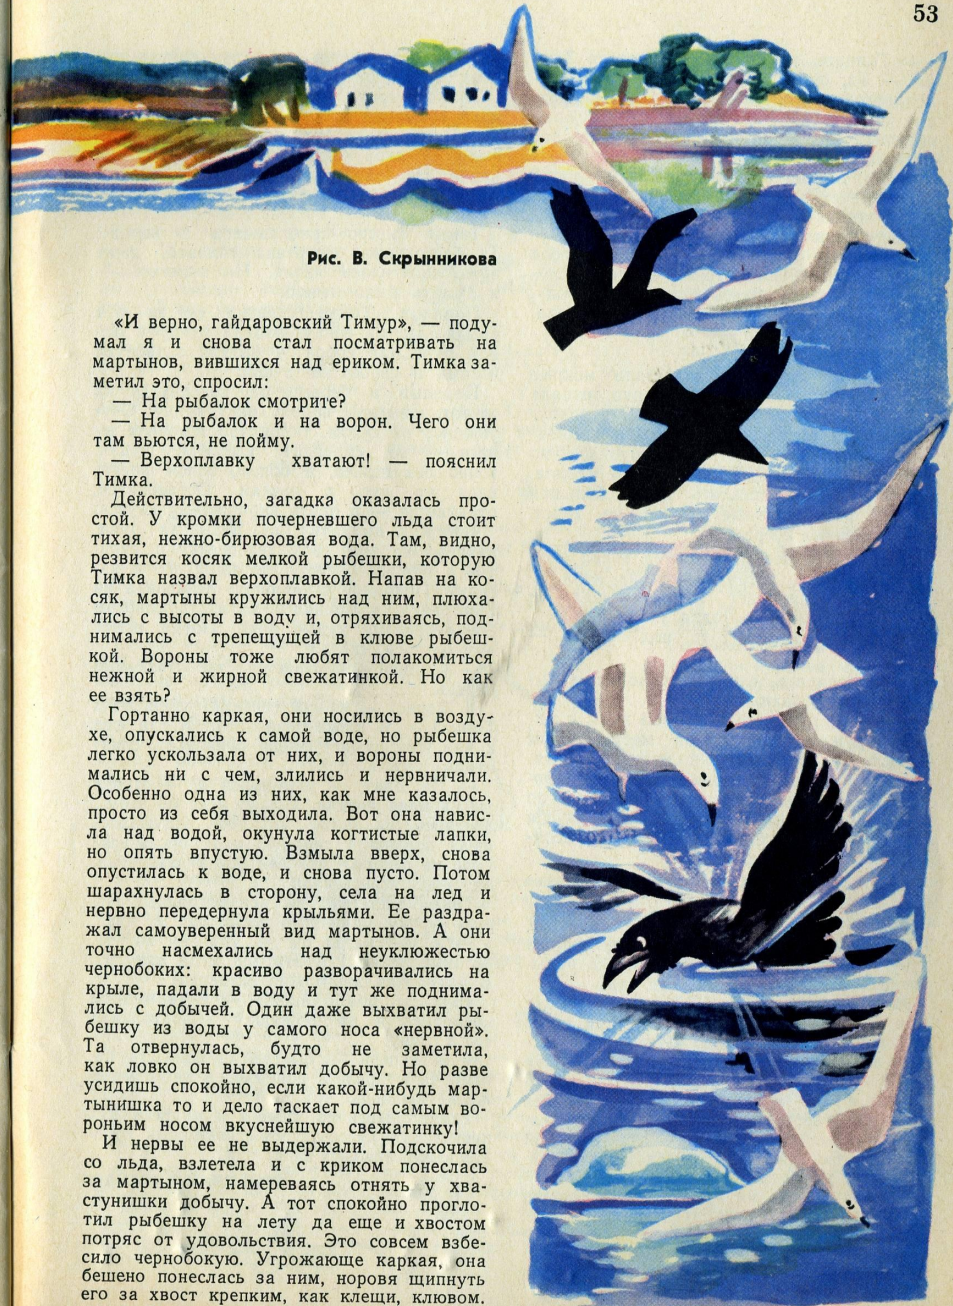 53
Рис. В. Скрынникова
«И верно, гайдаровский Тимур», — поду-
мал я и снова стал посматривать на
мартынов, вившихся над ериком. Тимка за-
метил это, спросил:
— На рыбалок смотрите?
— На рыбалок и на ворон. Чего они
там вьются, не пойму.
— Верхоплавку хватают! — пояснил
Тимка.
Действительно, загадка оказалась про-
стой. У кромки почерневшего льда стоит
тихая, нежно-бирюзовая вода. Там, видно,
резвится косяк мелкой рыбешки, которую
Тимка назвал верхоплавкой. Напав на ко-
сяк, мартыны кружились над ним, плюха-
лись с высоты в воду и, отряхиваясь, под-
нимались с трепещущей в клюве рыбеш-
кой. Вороны тоже любят полакомиться
нежной и жирной свежатинкой. Но как
ее взять?
Гортанно каркая, они носились в возду-
хе, опускались к самой воде, но рыбешка
легко ускользала от них, и вороны подни-
мались ни с чем, злились и нервничали.
Особенно одна из них, как мне казалось,
просто из себя выходила. Вот она навис-
ла над водой, окунула когтистые лапки,
но опять впустую. Взмыла вверх, снова
опустилась к воде, и снова пусто. Потом
шарахнулась в сторону, села на лед и
нервно передернула крыльями. Ее раздра-
жал самоуверенный вид мартынов. А они
точно насмехались над неуклюжестью
чернобоких: красиво разворачивались на
крыле, падали в воду и тут же поднима-
лись с добычей. Один даже выхватил ры-
бешку из воды у самого носа «нервной».
Та отвернулась, будто не заметила,
как ловко он выхватил добычу. Но разве
усидишь спокойно, если какой-нибудь мар-
тынишка то и дело таскает под самым во-
роньим носом вкуснейшую свежатинку!
И нервы ее не выдержали. Подскочила
со льда, взлетела и с криком понеслась
за мартыном, намереваясь отнять у хва-
стунишки добычу. А тот спокойно прогло-
тил рыбешку на лету да еще и хвостом
потряс от удовольствия. Это совсем взбе-
сило чернобокую. Угрожающе каркая, она
бешено понеслась за ним, норовя щипнуть
его за хвост крепким, как клещи, клювом.